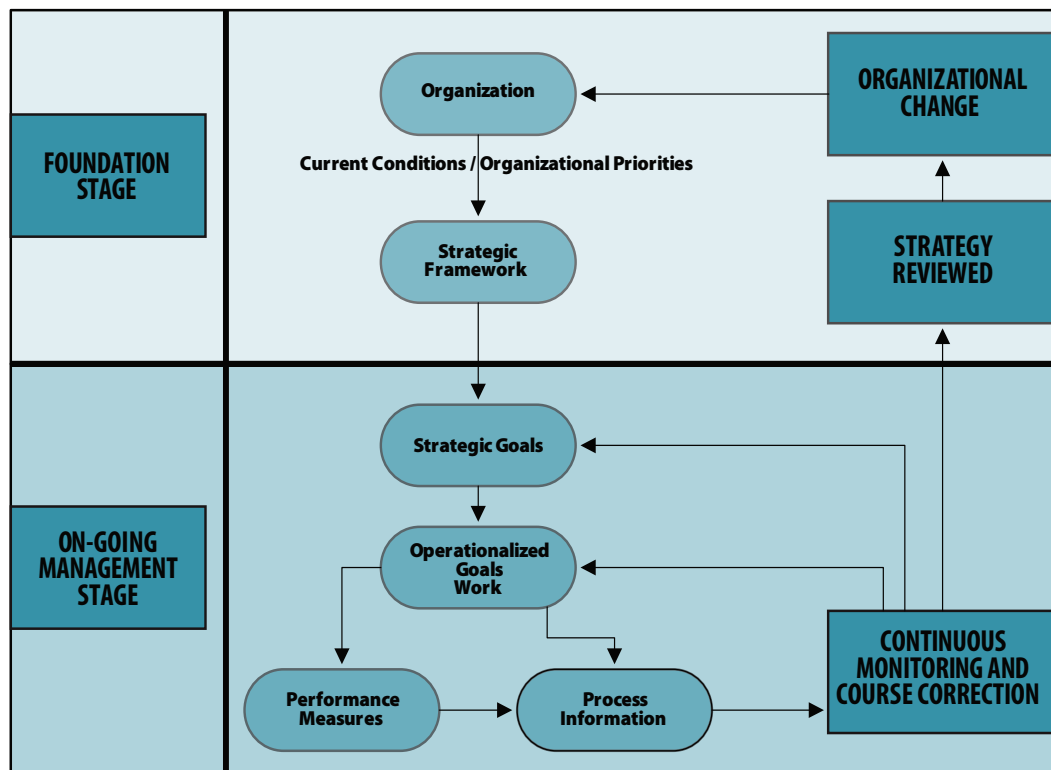 FOUNDATION
STAGE
Organization
Current Conditions / Organizational Priorities
Strategic
Framework
ORGANIZATIONAL
CHANGE
STRATEGY
REVIEWED
ON-GOING
MANAGEMENT
STAGE
Strategic Goals
Operationalized
Goals
Work
Performance
Measures
Process
Information
CONTINUOUS
MONITORING AND
COURSE CORRECTION